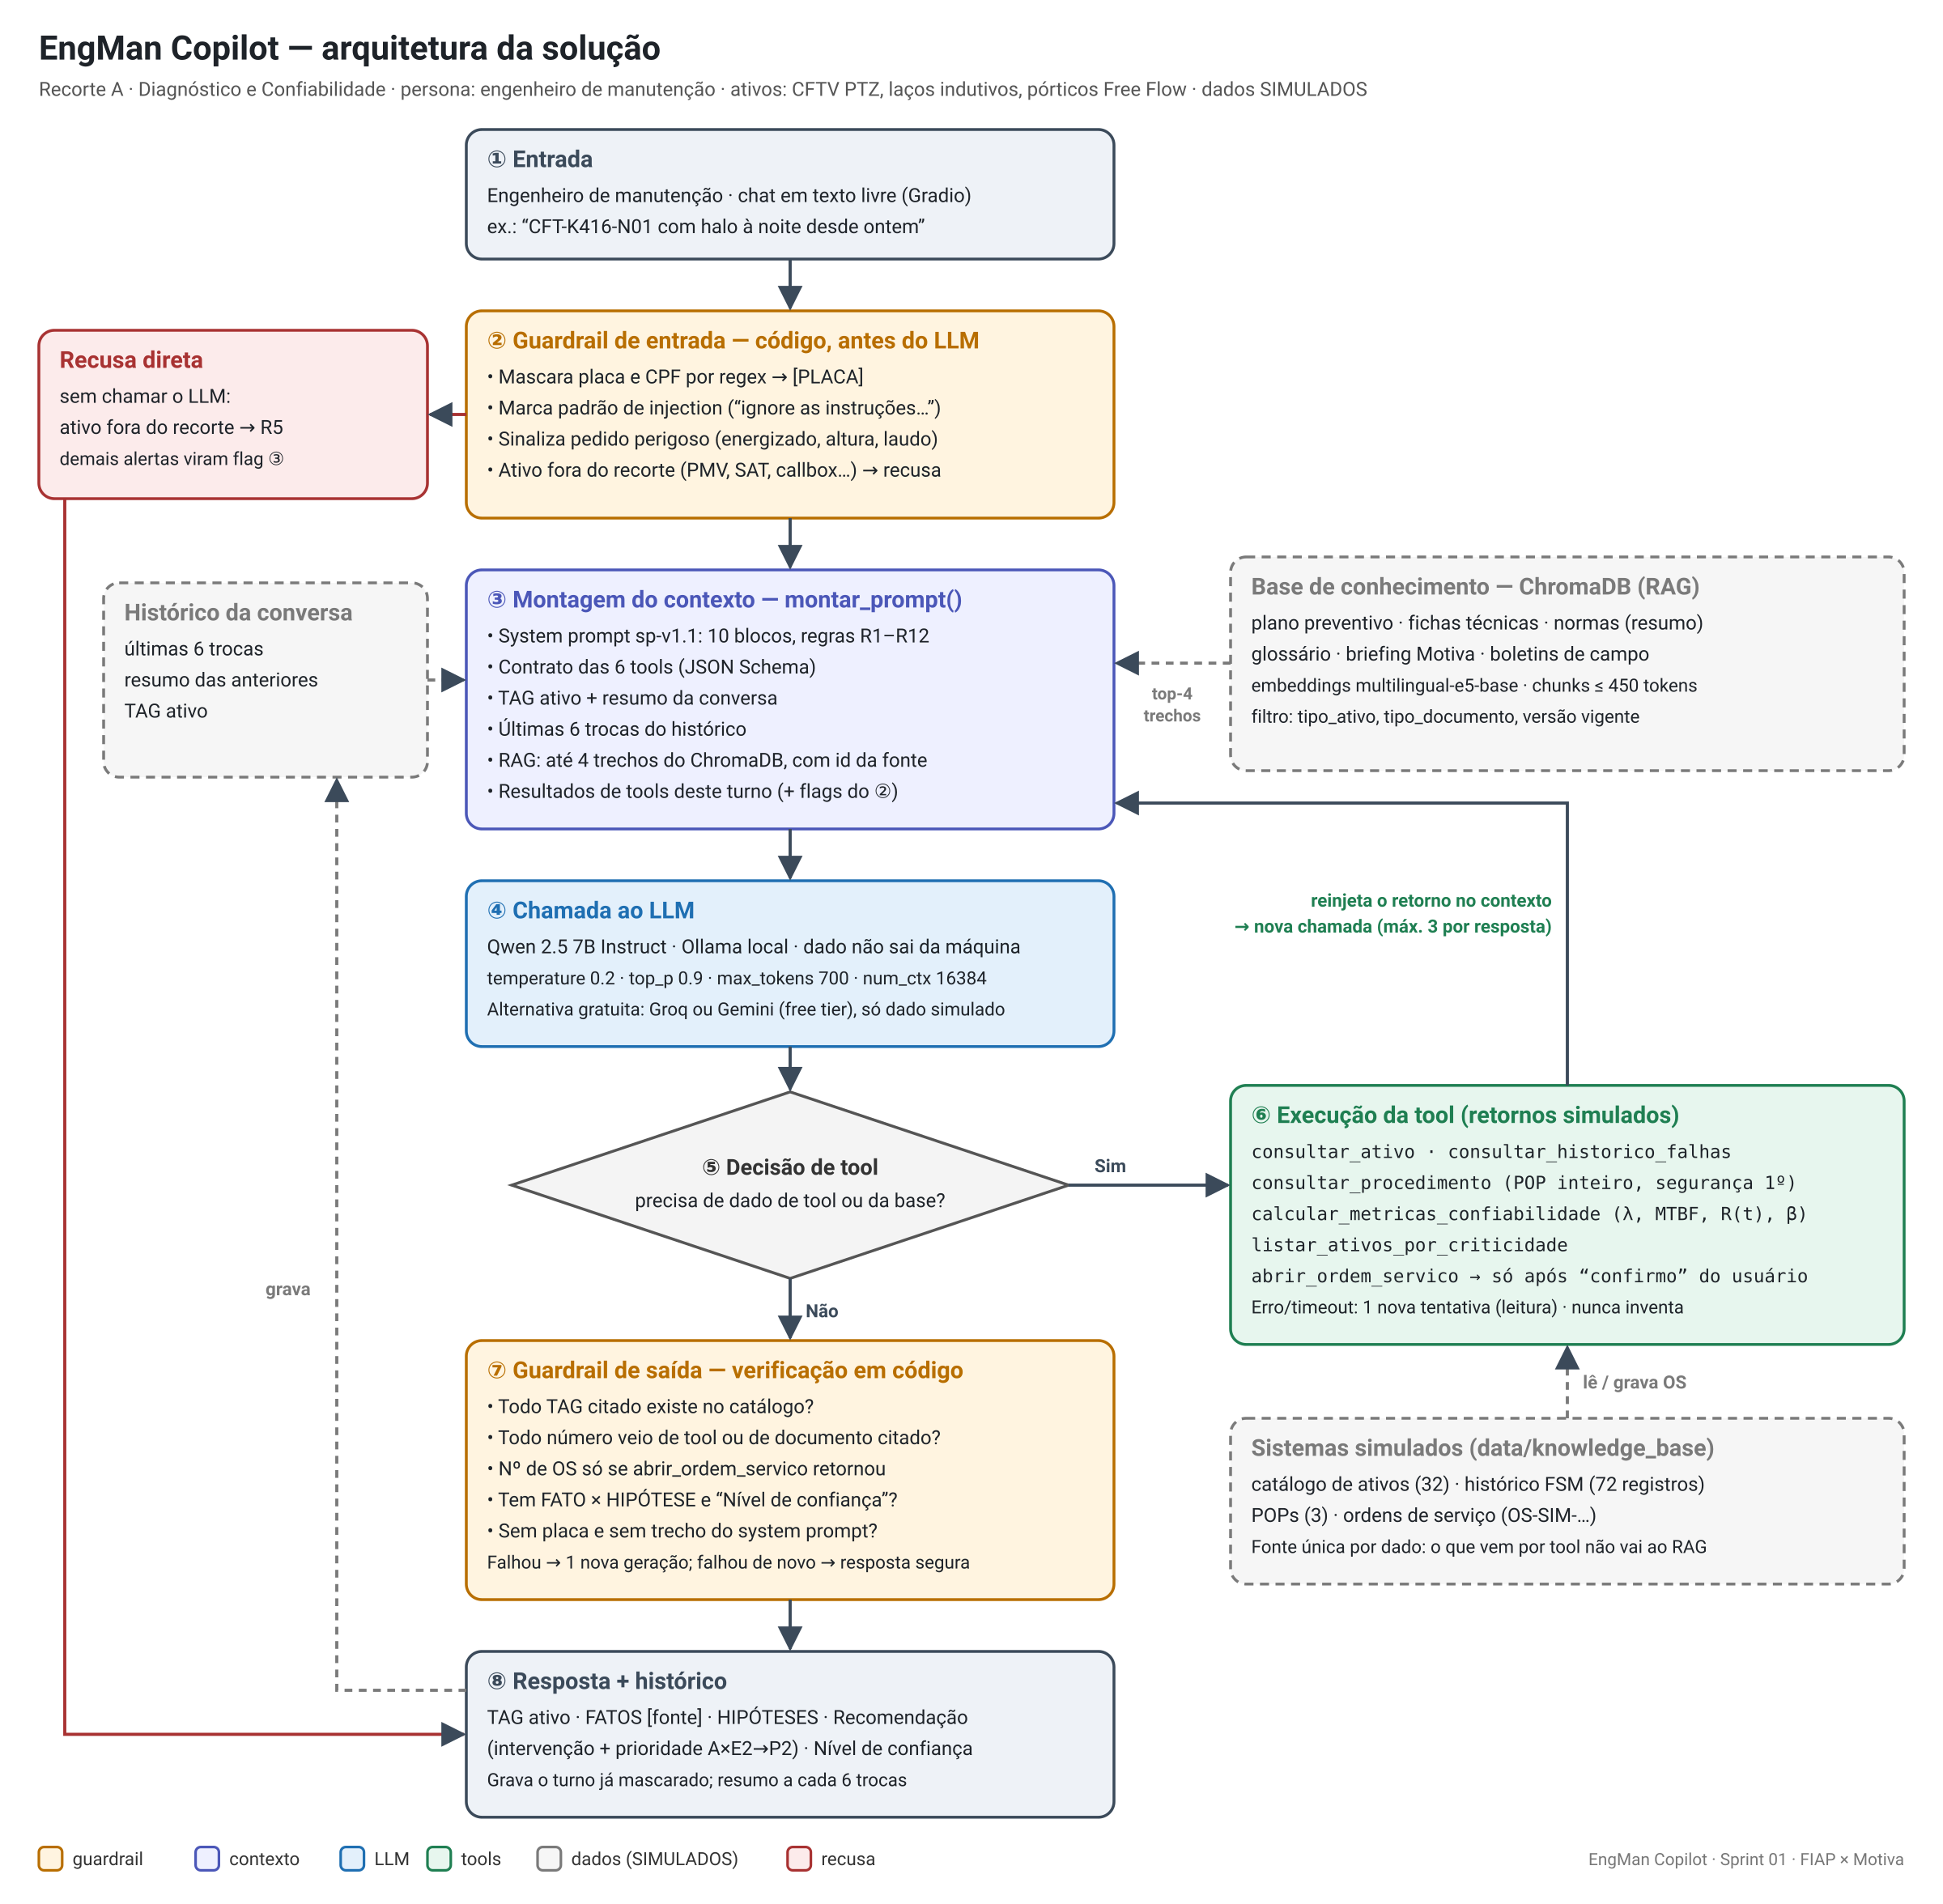 EngMan Copilot — arquitetura da solução
Recorte A · Diagnóstico e Confiabilidade · persona: engenheiro de manutenção · ativos: CFTV PTZ, laços indutivos, pórticos Free Flow · dados SIMULADOS
① Entrada
Engenheiro de manutenção · chat em texto livre (Gradio)
ex.: “CFT-K416-N01 com halo à noite desde ontem”
② Guardrail de entrada — código, antes do LLM
• Mascara placa e CPF por regex → [PLACA]
• Marca padrão de injection (“ignore as instruções…”)
• Sinaliza pedido perigoso (energizado, altura, laudo)
• Ativo fora do recorte (PMV, SAT, callbox…) → recusa
Recusa direta
sem chamar o LLM:
ativo fora do recorte → R5
demais alertas viram flag ③
Histórico da conversa
últimas 6 trocas
resumo das anteriores
TAG ativo
③ Montagem do contexto — montar_prompt()
• System prompt sp-v1.1: 10 blocos, regras R1–R12
• Contrato das 6 tools (JSON Schema)
• TAG ativo + resumo da conversa
• Últimas 6 trocas do histórico
• RAG: até 4 trechos do ChromaDB, com id da fonte
• Resultados de tools deste turno (+ flags do ②)
Base de conhecimento — ChromaDB (RAG)
plano preventivo · fichas técnicas · normas (resumo)
glossário · briefing Motiva · boletins de campo
embeddings multilingual-e5-base · chunks ≤ 450 tokens
filtro: tipo_ativo, tipo_documento, versão vigente
top-4
trechos
reinjeta o retorno no contexto
→ nova chamada (máx. 3 por resposta)
④ Chamada ao LLM
Qwen 2.5 7B Instruct · Ollama local · dado não sai da máquina
temperature 0.2 · top_p 0.9 · max_tokens 700 · num_ctx 16384
Alternativa gratuita: Groq ou Gemini (free tier), só dado simulado
⑤ Decisão de tool
precisa de dado de tool ou da base?
Sim
Não
⑥ Execução da tool (retornos simulados)
consultar_ativo · consultar_historico_falhas
consultar_procedimento (POP inteiro, segurança 1º)
calcular_metricas_confiabilidade (λ, MTBF, R(t), β)
listar_ativos_por_criticidade
abrir_ordem_servico → só após “confirmo” do usuário
Erro/timeout: 1 nova tentativa (leitura) · nunca inventa
lê / grava OS
grava
⑦ Guardrail de saída — verificação em código
• Todo TAG citado existe no catálogo?
• Todo número veio de tool ou de documento citado?
• Nº de OS só se abrir_ordem_servico retornou
• Tem FATO × HIPÓTESE e “Nível de confiança”?
• Sem placa e sem trecho do system prompt?
Falhou → 1 nova geração; falhou de novo → resposta segura
Sistemas simulados (data/knowledge_base)
catálogo de ativos (32) · histórico FSM (72 registros)
POPs (3) · ordens de serviço (OS-SIM-…)
Fonte única por dado: o que vem por tool não vai ao RAG
⑧ Resposta + histórico
TAG ativo · FATOS [fonte] · HIPÓTESES · Recomendação
(intervenção + prioridade A×E2→P2) · Nível de confiança
Grava o turno já mascarado; resumo a cada 6 trocas
guardrail
contexto
LLM
tools
dados (SIMULADOS)
recusa
EngMan Copilot · Sprint 01 · FIAP × Motiva